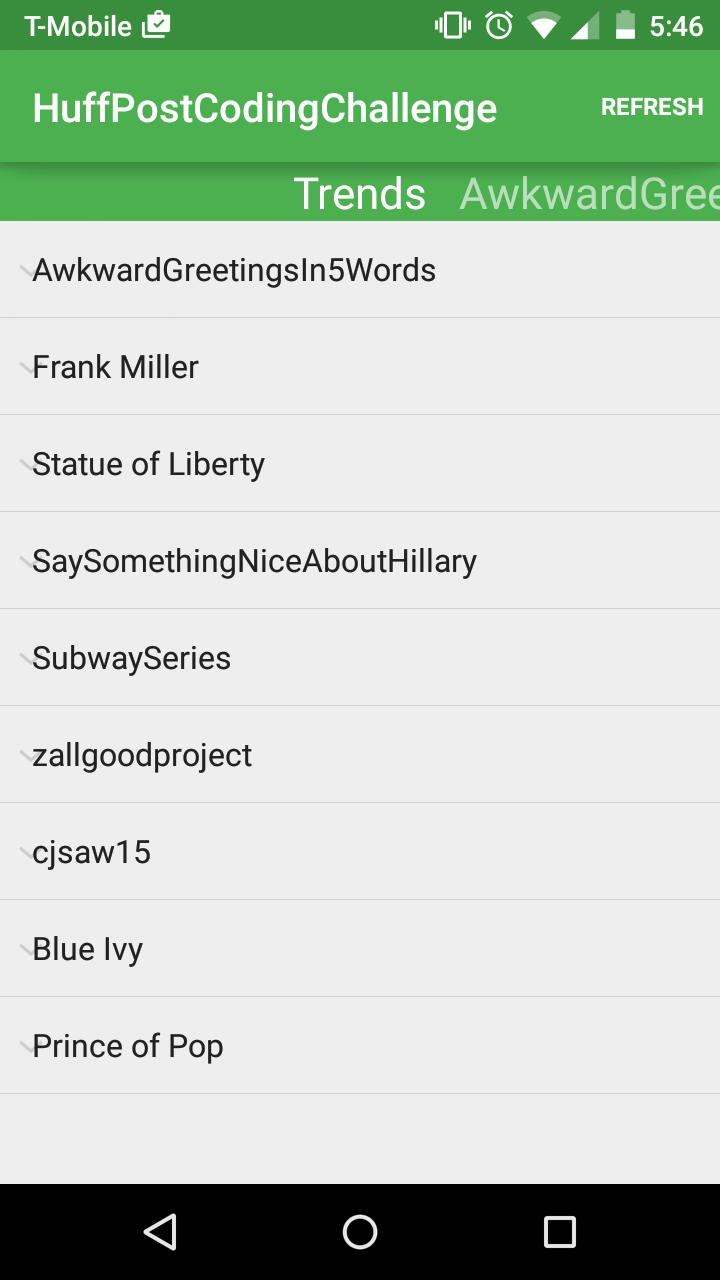 T-Mobile 5:46
HuffPostCodingChallenge REFRESH
Trends AwkwardGree
AwkwardGreetingsIn5Words
Frank Miller
Statue of Liberty
SaySomethingNiceAboutHillary
SubwaySeries
zallgoodproject
cjsaw15
Blue Ivy
Prince of Pop